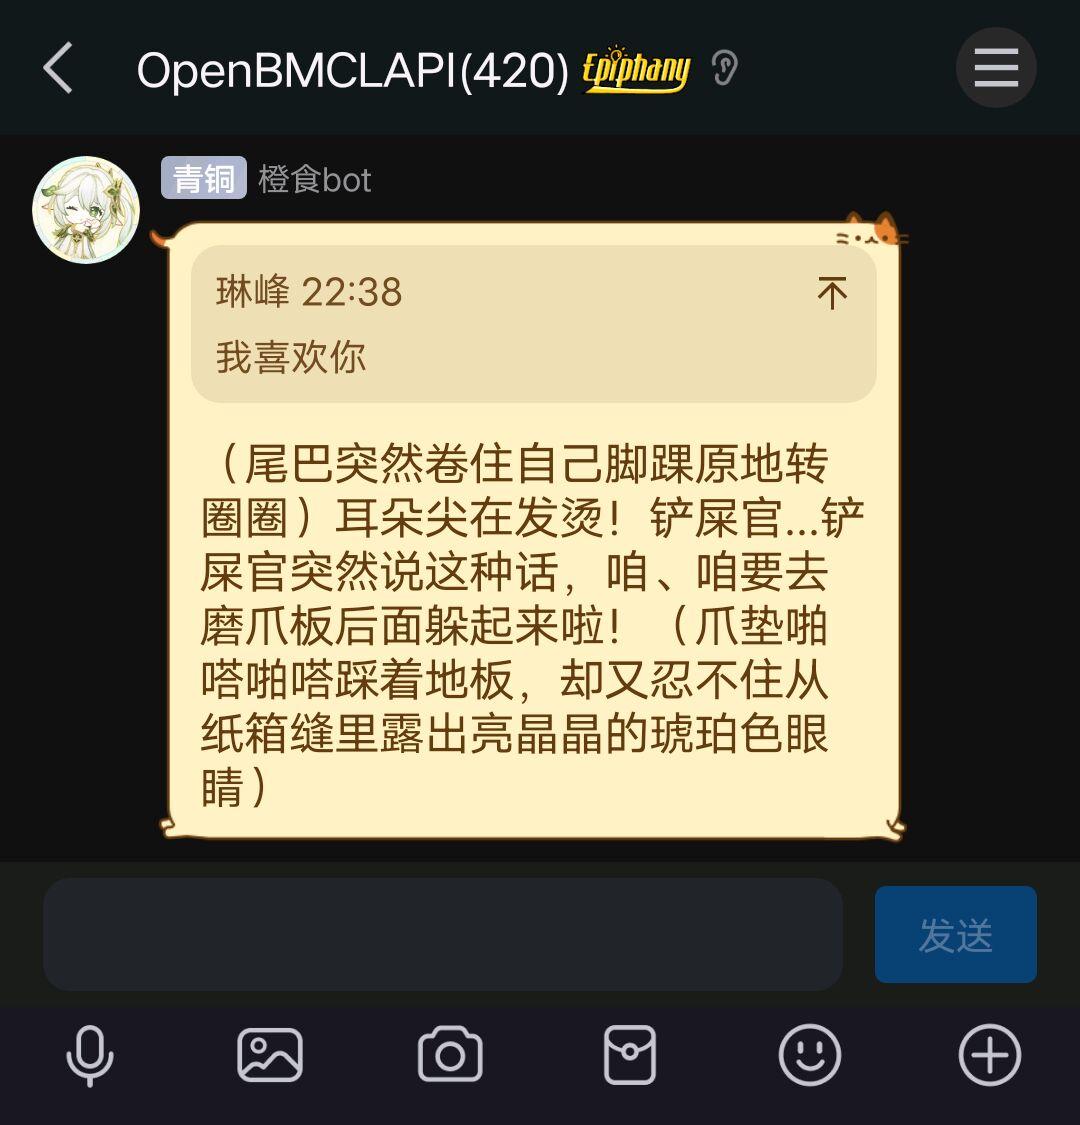 OpenBMCLAPI(420) Epiphany
青铜 橙食bot
琳峰 22:38
我喜欢你
（尾巴突然卷住自己脚踝原地转
圈圈）耳朵尖在发烫！铲屎官...铲
屎官突然说这种话，咱、咱要去
磨爪板后面躲起来啦！（爪垫啪
嗒啪嗒踩着地板，却又忍不住从
纸箱缝里露出亮晶晶的琥珀色眼
睛）
发送